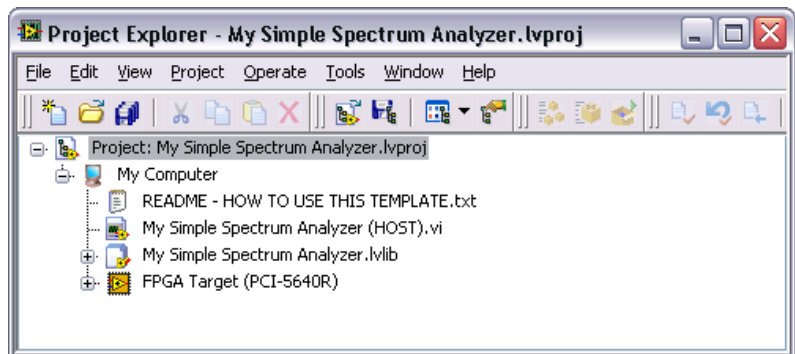 Project Explorer - My Simple Spectrum Analyzer.lvproj
File Edit View Project Operate Tools Window Help
Project: My Simple Spectrum Analyzer.lvproj
My Computer
README - HOW TO USE THIS TEMPLATE.txt
My Simple Spectrum Analyzer (HOST).vi
My Simple Spectrum Analyzer.lvlib
FPGA Target (PCI-5640R)